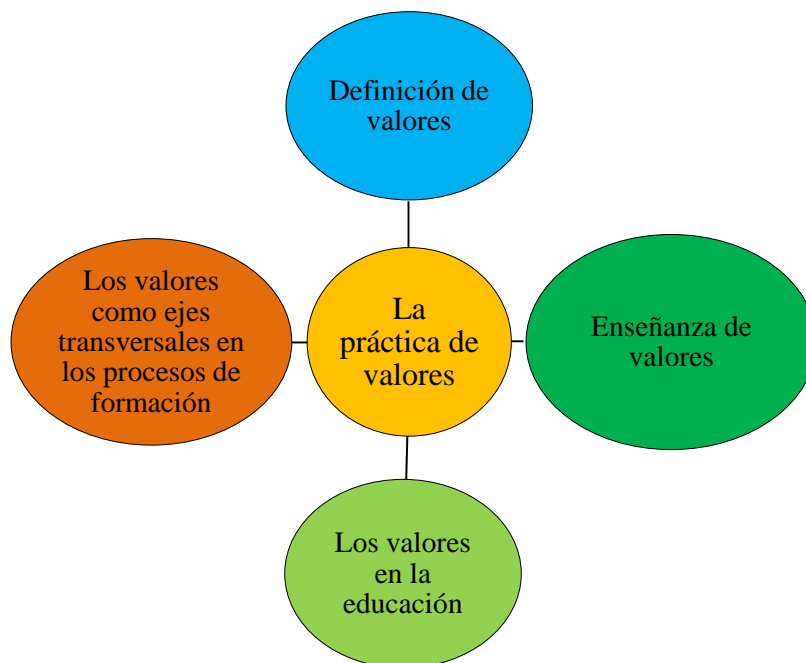 Definición de
valores
Los valores
como ejes
transversales en
los procesos de
formación
La
práctica de
valores
Enseñanza de
valores
Los valores
en la
educación